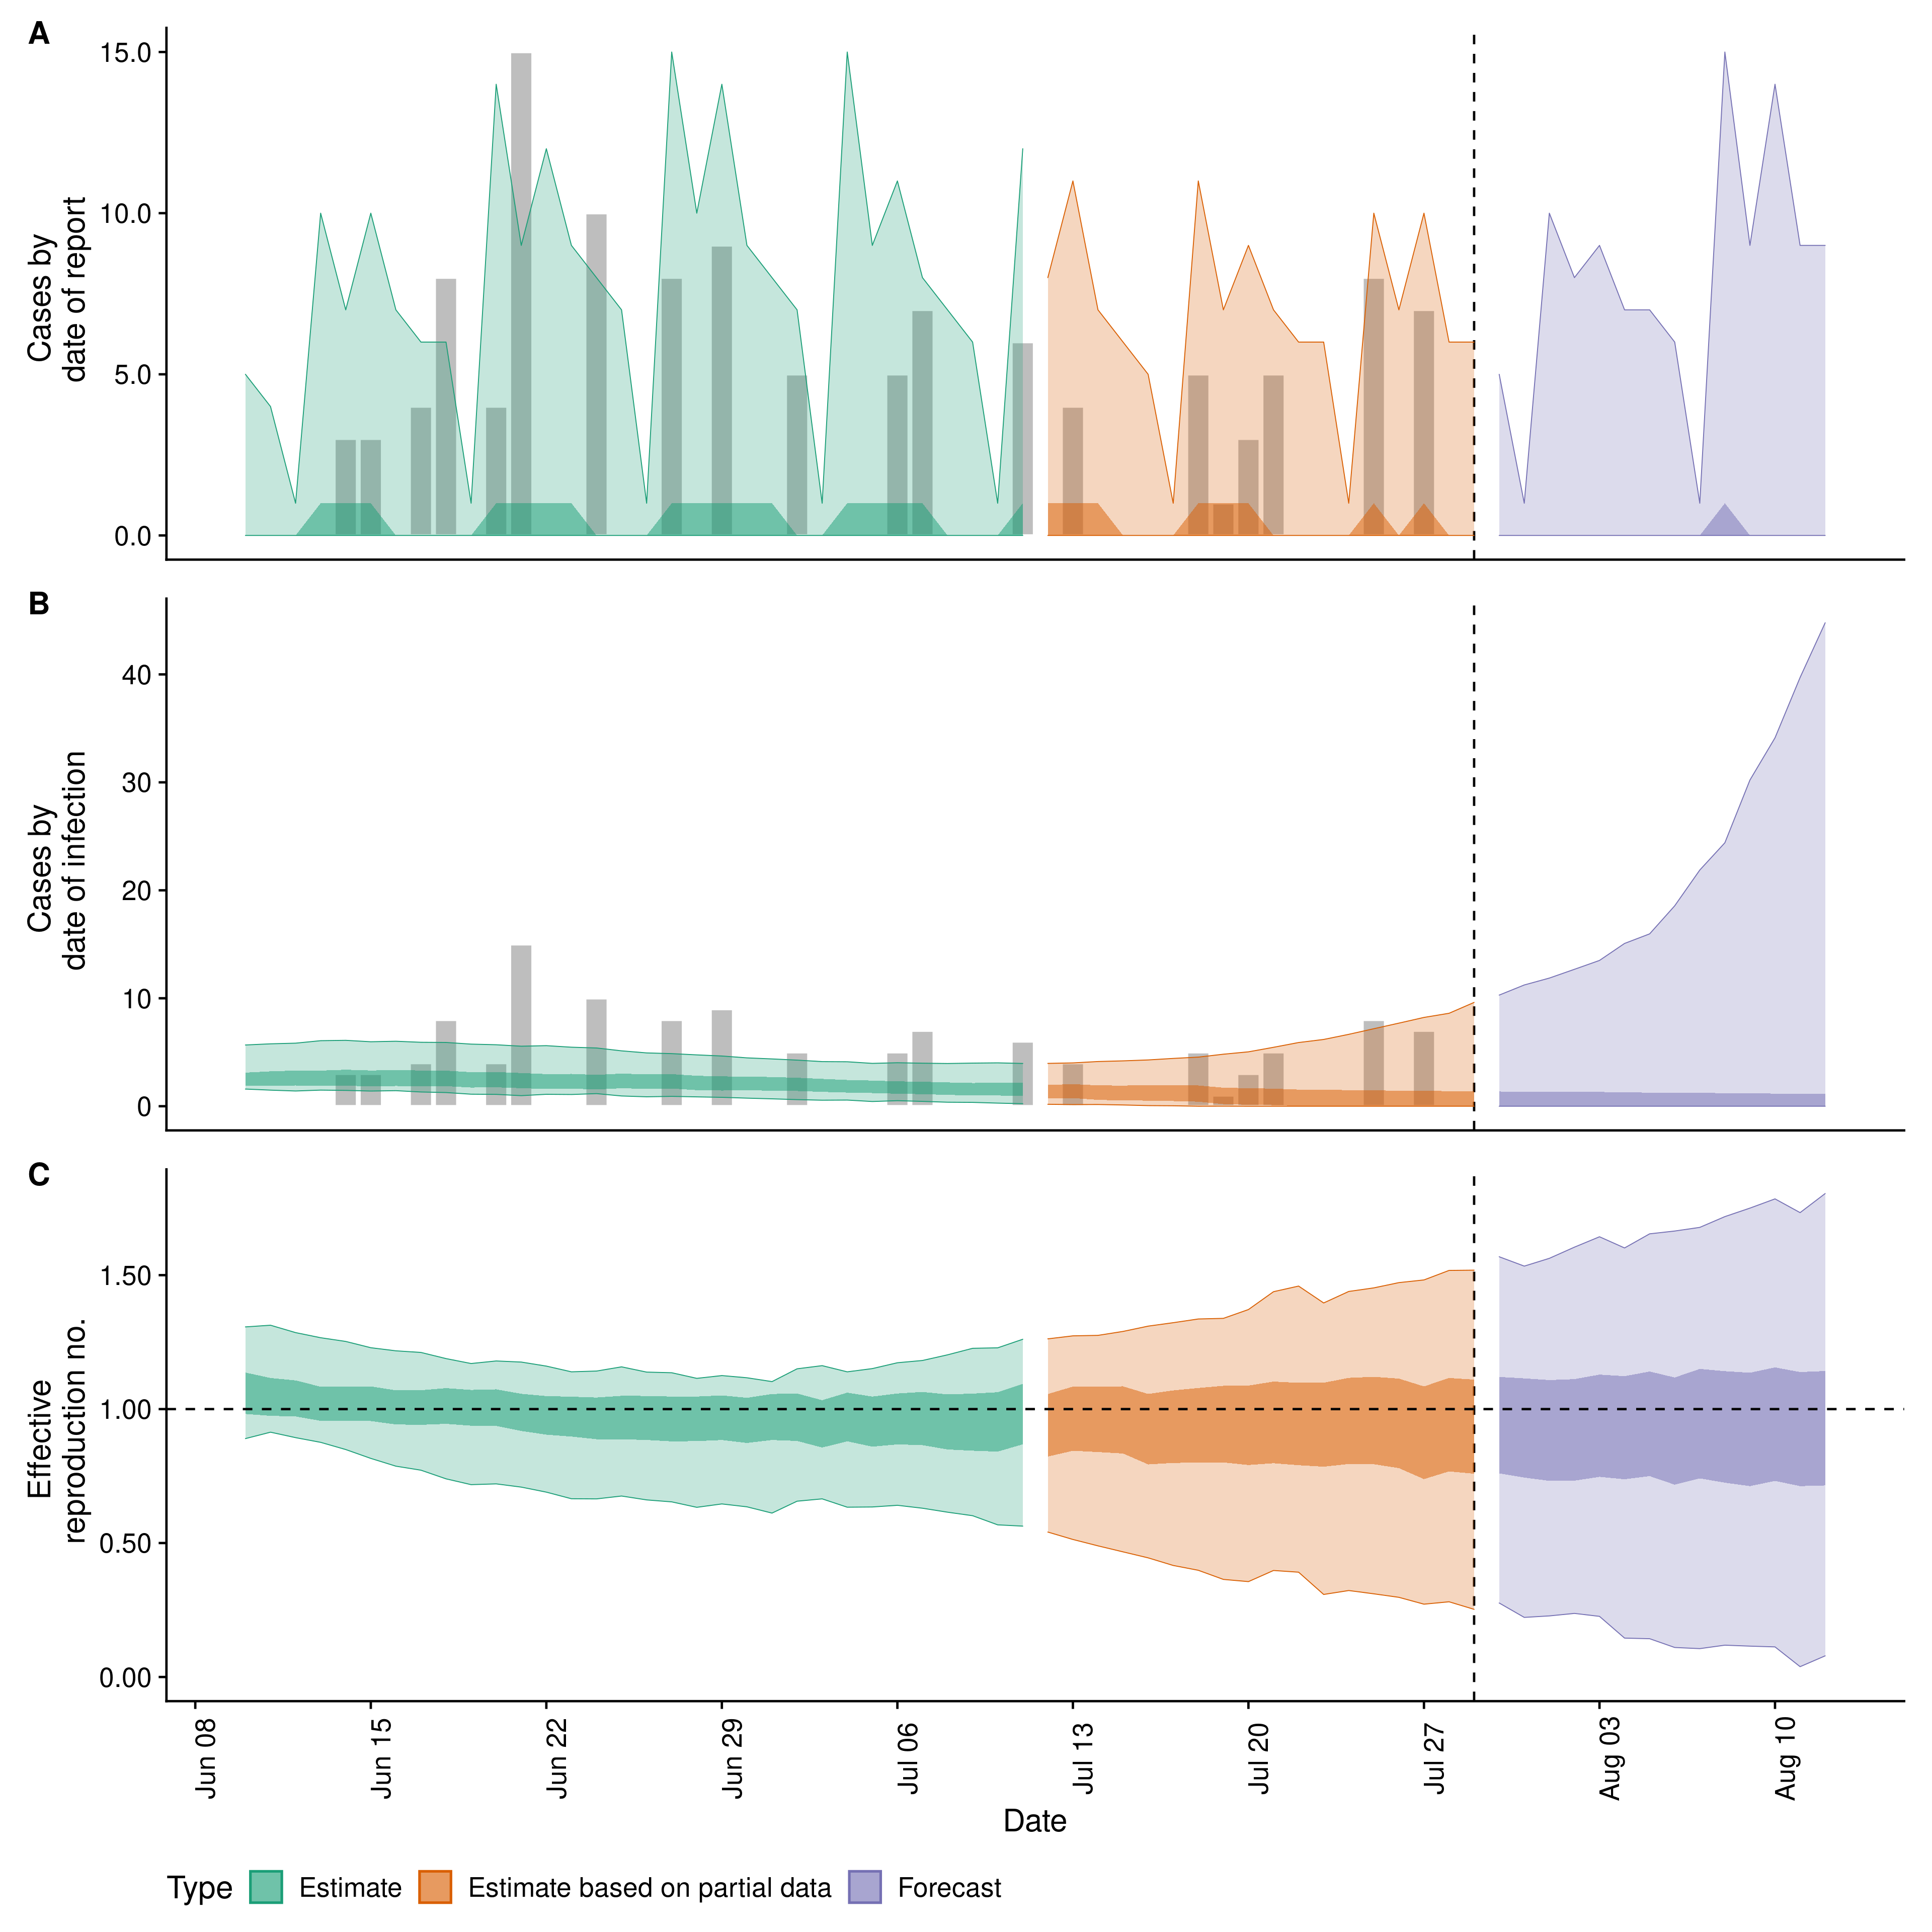 A
Cases by
date of report
15.0
10.0
5.0
0.0
B
Cases by
date of infection
40
30
20
10
0
C
Effective
reproduction no.
1.50
1.00
0.50
0.00
Jun 08
Jun 15
Jun 22
Jun 29
Jul 06
Jul 13
Jul 20
Jul 27
Aug 03
Aug 10
Date
Type Estimate Estimate based on partial data Forecast